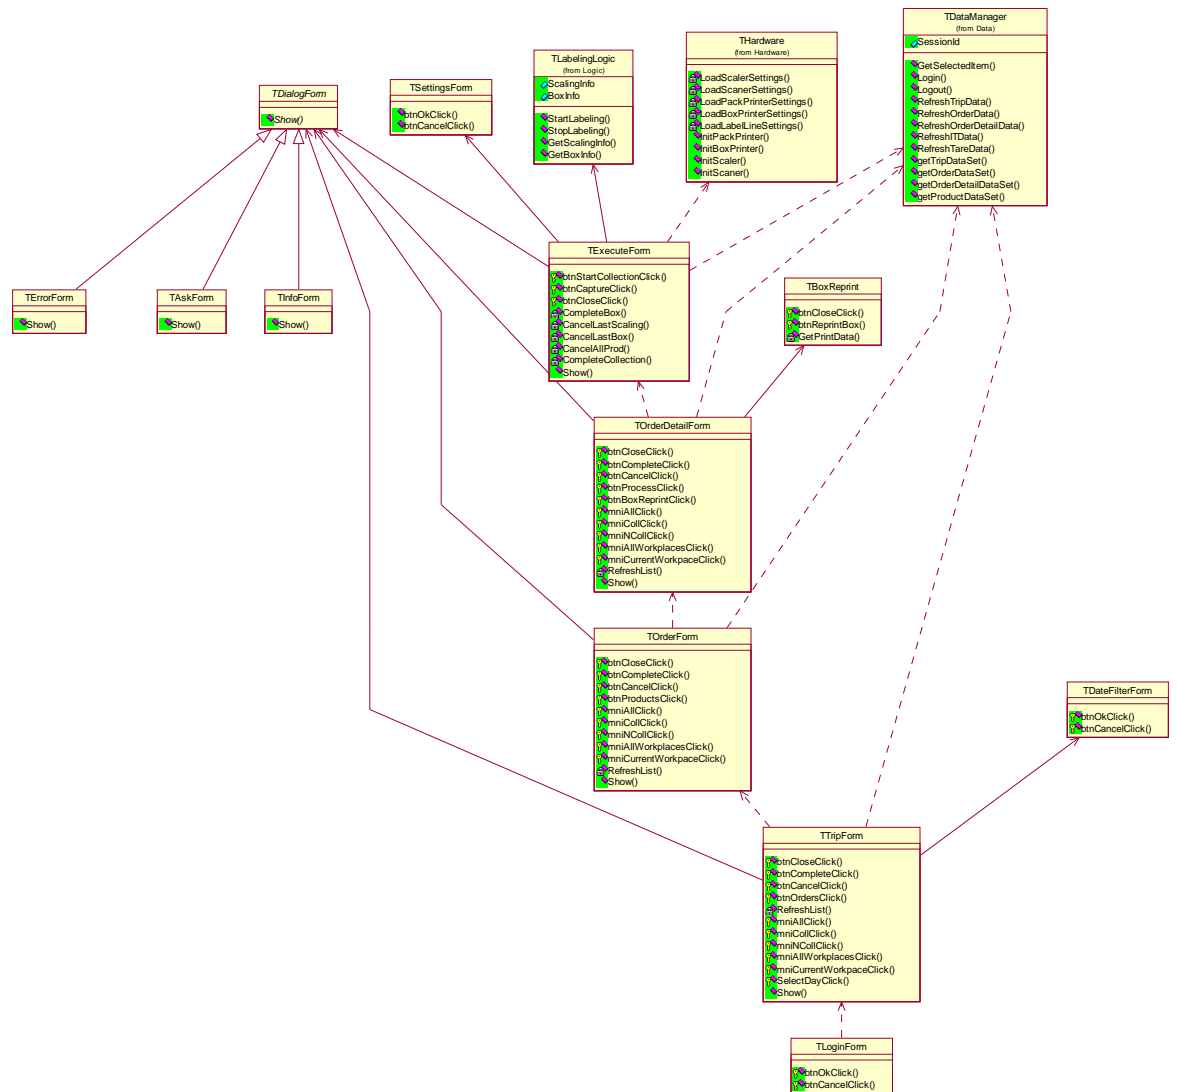 TDataManager
(from Data)
SessionId
GetSelectedItem()
Login()
Logout()
RefreshTripData()
RefreshOrderData()
RefreshOrderDetailData()
RefreshITData()
RefreshTareData()
getTripDataSet()
getOrderDataSet()
getOrderDetailDataSet()
getProductDataSet()
THardware
(from Hardware)
LoadScalerSettings()
LoadScanerSettings()
LoadPackPrinterSettings()
LoadBoxPrinterSettings()
LoadLabelLineSettings()
InitPackPrinter()
InitBoxPrinter()
InitScaler()
InitScaner()
TLabelingLogic
(from Logic)
ScalingInfo
BoxInfo
StartLabeling()
StopLabeling()
GetScalingInfo()
GetBoxInfo()
TSettingsForm
btnOkClick()
btnCancelClick()
TDialogForm
Show()
TErrorForm
Show()
TAskForm
Show()
TInfoForm
Show()
TExecuteForm
btnStartCollectionClick()
btnCaptureClick()
btnCloseClick()
CompleteBox()
CancelLastScaling()
CancelLastBox()
CancelAllProd()
CompleteCollection()
Show()
TBoxReprint
btnCloseClick()
btnReprintBox()
GetPrintData()
TOrderDetailForm
btnCloseClick()
btnCompleteClick()
btnCancelClick()
btnProcessClick()
btnBoxReprintClick()
mniAllClick()
mniCollClick()
mniNCollClick()
mniAllWorkplacesClick()
mniCurrentWorkpaceClick()
RefreshList()
Show()
TOrderForm
btnCloseClick()
btnCompleteClick()
btnCancelClick()
btnProductsClick()
mniAllClick()
mniCollClick()
mniNCollClick()
mniAllWorkplacesClick()
mniCurrentWorkpaceClick()
RefreshList()
Show()
TDateFilterForm
btnOkClick()
btnCancelClick()
TTripForm
btnCloseClick()
btnCompleteClick()
btnCancelClick()
btnOrdersClick()
RefreshList()
mniAllClick()
mniCollClick()
mniNCollClick()
mniAllWorkplacesClick()
mniCurrentWorkpaceClick()
SelectDayClick()
Show()
TLoginForm
btnOkClick()
btnCancelClick()